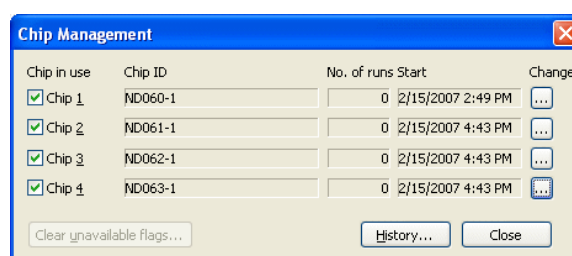 Chip Management
Chip in use Chip ID No. of runs Start Change
Chip 1 ND060-1 0 2/15/2007 2:49 PM ...
Chip 2 ND061-1 0 2/15/2007 4:43 PM ...
Chip 3 ND062-1 0 2/15/2007 4:43 PM ...
Chip 4 ND063-1 0 2/15/2007 4:43 PM ...
Clear unavailable flags... History... Close